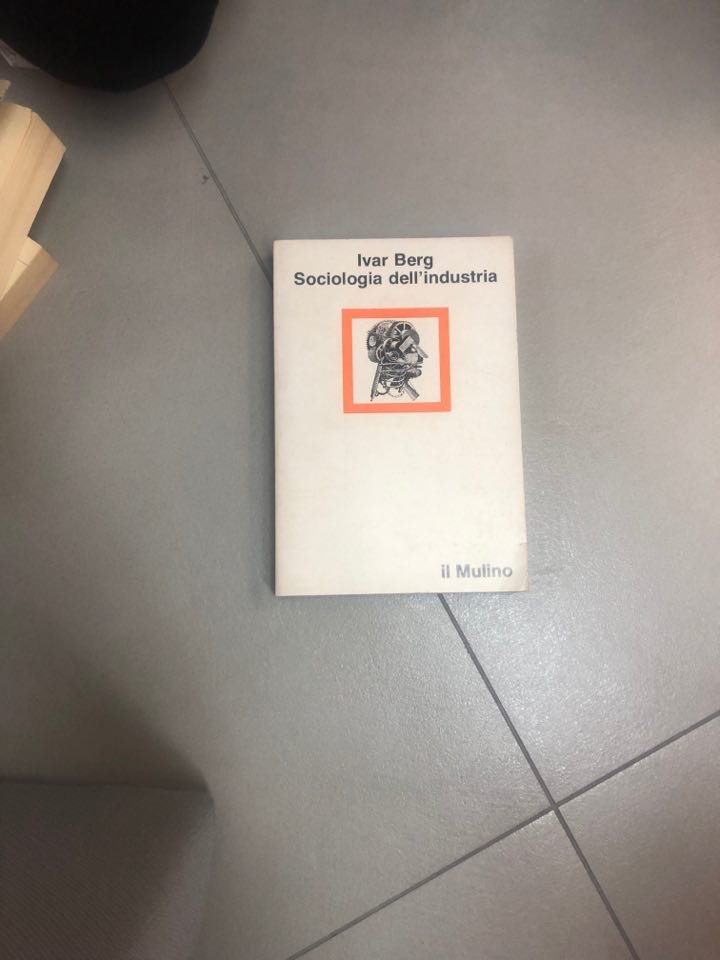 Ivar Berg
Sociologia dell'industria
il Mulino